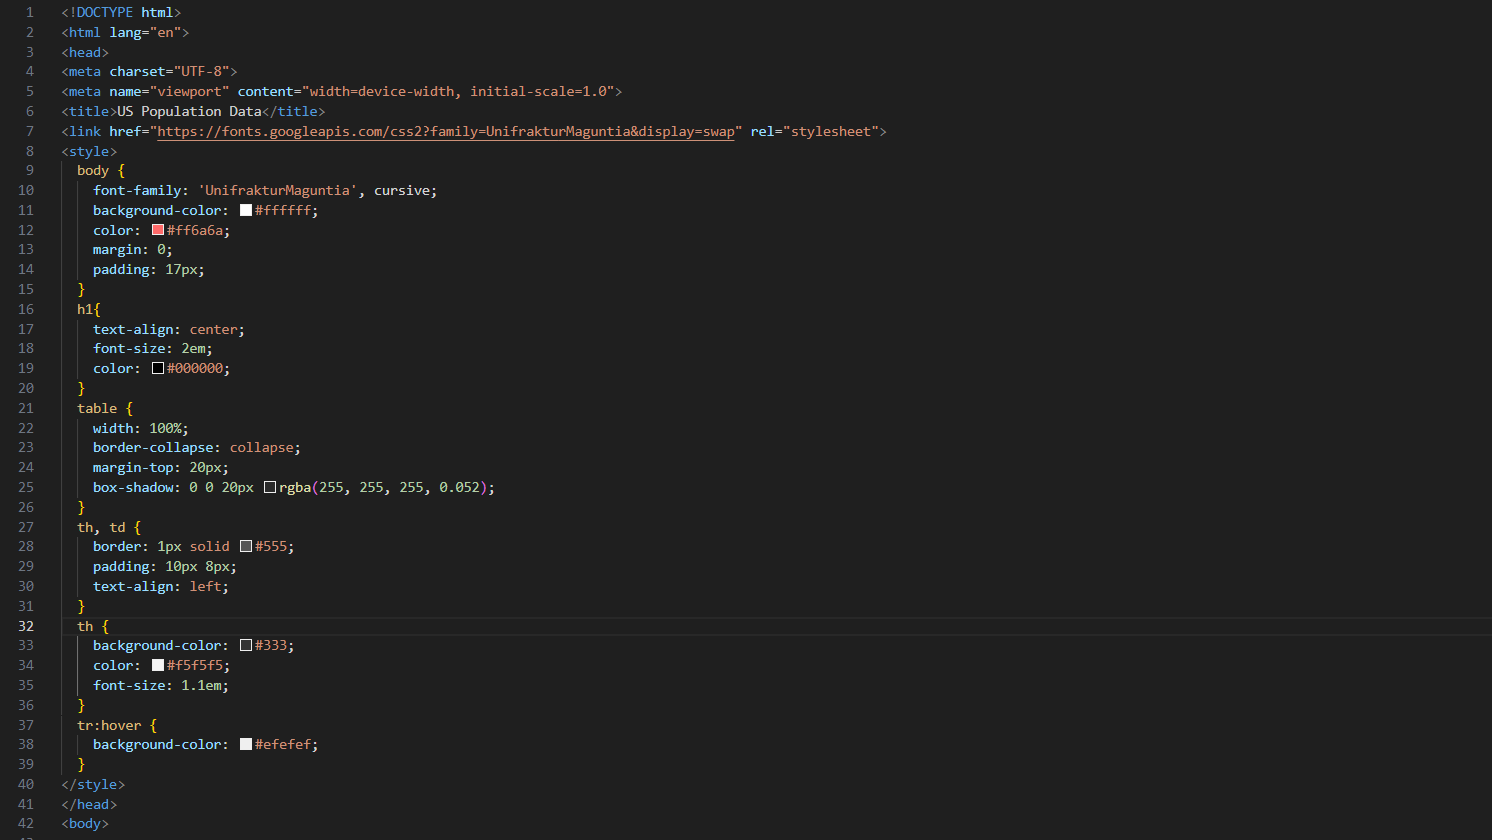 1 <!DOCTYPE html>
2 <html lang="en">
3 <head>
4 <meta charset="UTF-8">
5 <meta name="viewport" content="width=device-width, initial-scale=1.0">
6 <title>US Population Data</title>
7 <link href="https://fonts.googleapis.com/css2?family=UnifrakturMaguntia&display=swap" rel="stylesheet">
8 <style>
9   body {
10     font-family: 'UnifrakturMaguntia', cursive;
11     background-color: #ffffff;
12     color: #ff6a6a;
13     margin: 0;
14     padding: 17px;
15   }
16   h1{
17     text-align: center;
18     font-size: 2em;
19     color: #000000;
20   }
21   table {
22     width: 100%;
23     border-collapse: collapse;
24     margin-top: 20px;
25     box-shadow: 0 0 20px rgba(255, 255, 255, 0.052);
26   }
27   th, td {
28     border: 1px solid #555;
29     padding: 10px 8px;
30     text-align: left;
31   }
32   th {
33     background-color: #333;
34     color: #f5f5f5;
35     font-size: 1.1em;
36   }
37   tr:hover {
38     background-color: #efefef;
39   }
40 </style>
41 </head>
42 <body>